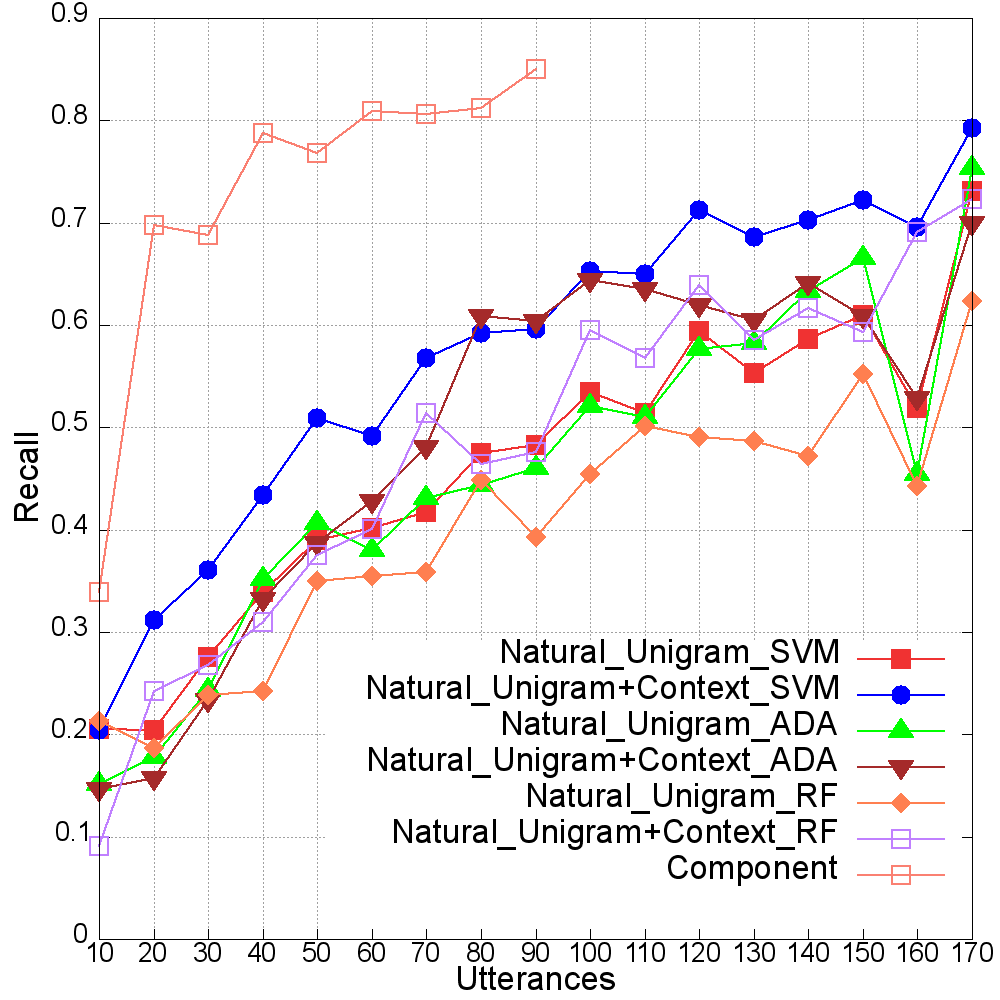 0.9
0.8
0.7
0.6
0.5
0.4
0.3
0.2
0.1
0
Recall
Natural_Unigram_SVM
Natural_Unigram+Context_SVM
Natural_Unigram_ADA
Natural_Unigram+Context_ADA
Natural_Unigram_RF
Natural_Unigram+Context_RF
Component
10 20 30 40 50 60 70 80 90 100 110 120 130 140 150 160 170
Utterances